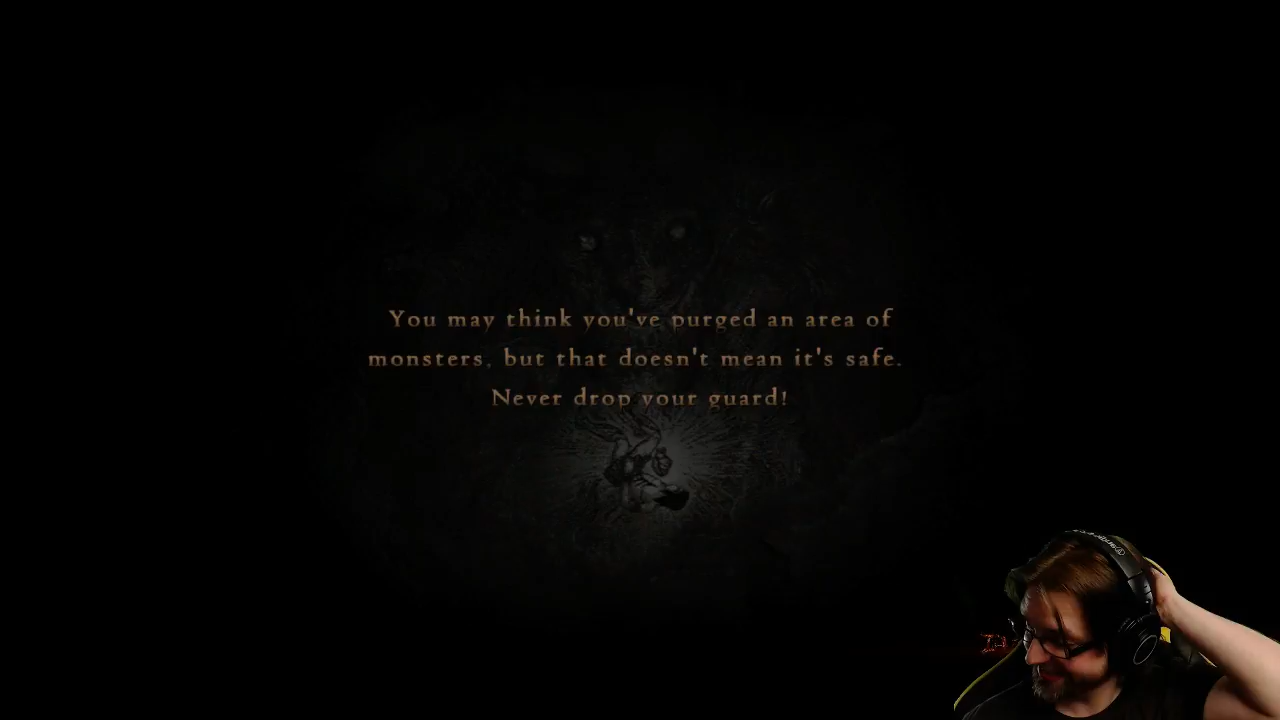 You may think you've purged an area of
monsters, but that doesn't mean it's safe.
Never drop your guard!